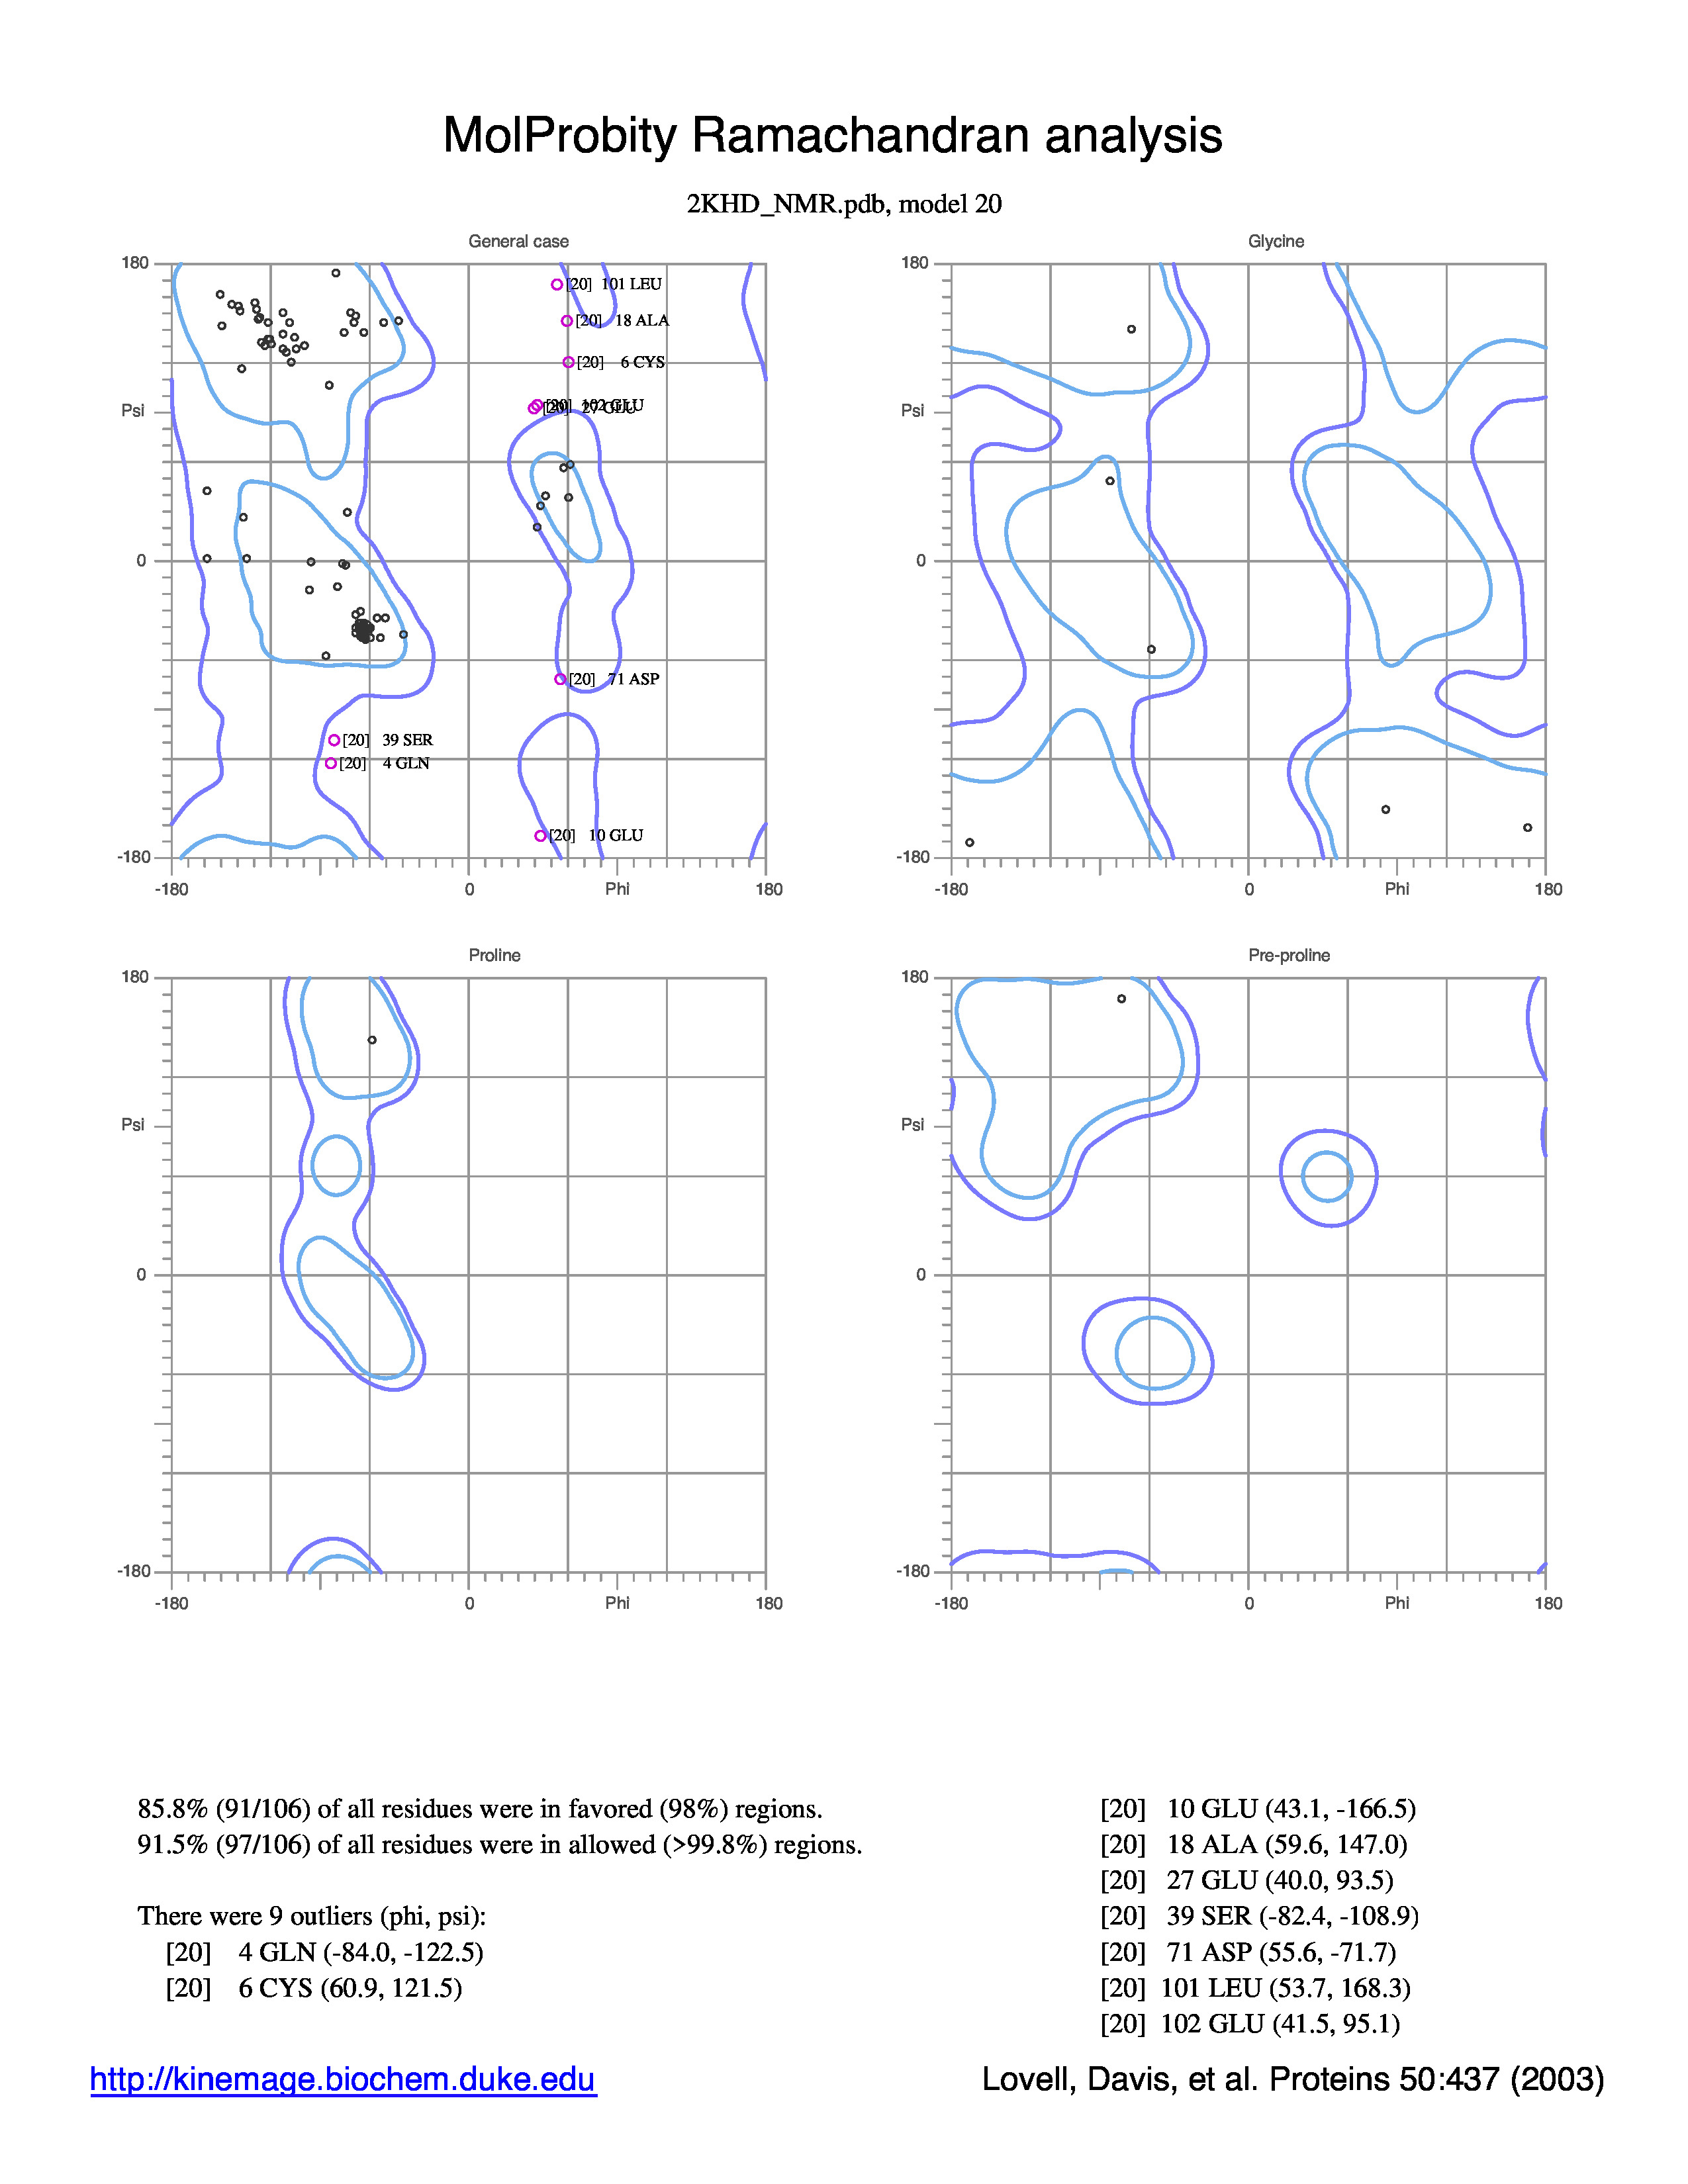 MolProbity Ramachandran analysis
2KHD_NMR.pdb, model 20
General case
180
Psi
0
-180
-180
0
Phi
180
[20] 101 LEU
[20] 18 ALA
[20] 6 CYS
[20] 102 GLU
[20] 27 GLU
[20] 71 ASP
[20] 39 SER
[20] 4 GLN
[20] 10 GLU
Glycine
180
Psi
0
-180
-180
0
Phi
180
Proline
180
Psi
0
-180
-180
0
Phi
180
Pre-proline
180
Psi
0
-180
-180
0
Phi
180
85.8% (91/106) of all residues were in favored (98%) regions.
91.5% (97/106) of all residues were in allowed (>99.8%) regions.
There were 9 outliers (phi, psi):
[20] 4 GLN (-84.0, -122.5)
[20] 6 CYS (60.9, 121.5)
[20] 10 GLU (43.1, -166.5)
[20] 18 ALA (59.6, 147.0)
[20] 27 GLU (40.0, 93.5)
[20] 39 SER (-82.4, -108.9)
[20] 71 ASP (55.6, -71.7)
[20] 101 LEU (53.7, 168.3)
[20] 102 GLU (41.5, 95.1)
http://kinemage.biochem.duke.edu
Lovell, Davis, et al. Proteins 50:437 (2003)